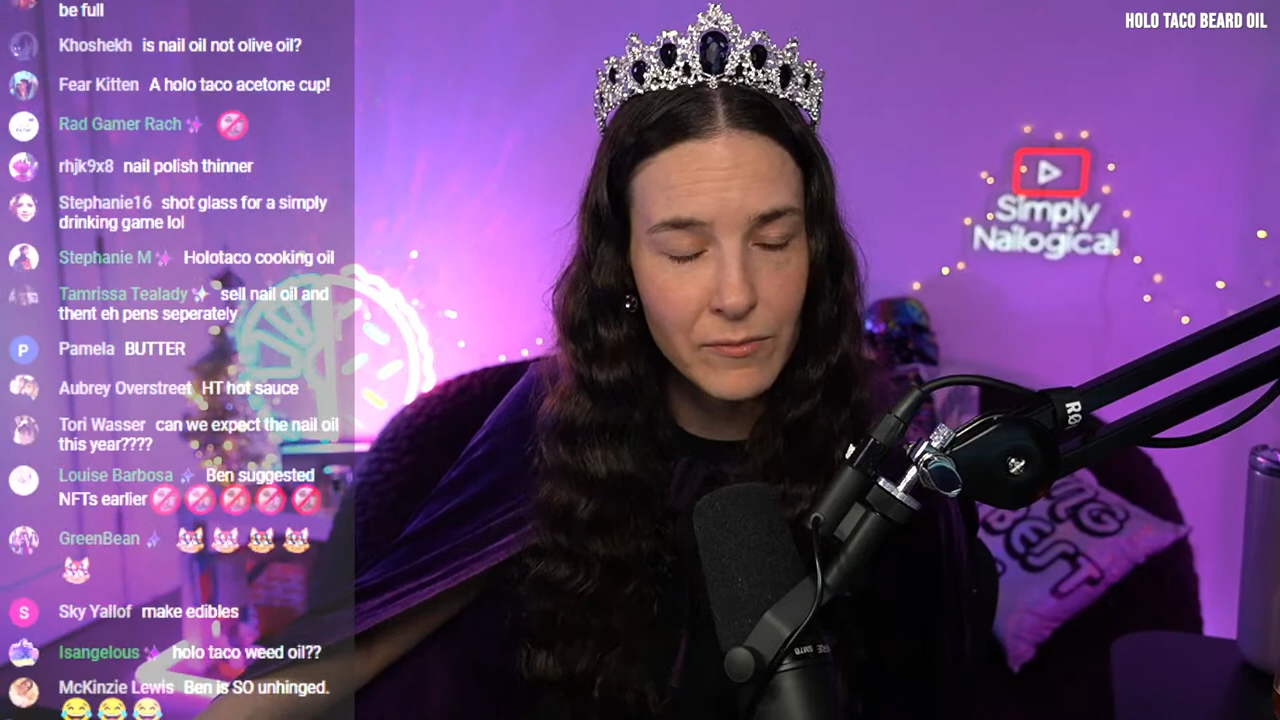 be full
Khoshekh is nail oil not olive oil?
Fear Kitten A holo taco acetone cup!
Rad Gamer Rach
rhjk9x8 nail polish thinner
Stephanie16 shot glass for a simply
drinking game lol
Stephanie M Holotaco cooking oil
Tamrissa Tealady sell nail oil and
thent eh pens seperately
P
Pamela BUTTER
Aubrey Overstreet HT hot sauce
Tori Wasser can we expect the nail oil
this year????
Louise Barbosa Ben suggested
NFTs earlier
GreenBean
S
Sky Yallof make edibles
Isangelous holo taco weed oil??
McKinzie Lewis Ben is SO unhinged.
HOLO TACO BEARD OIL
Simply
Nailogical
RØ
SM7B